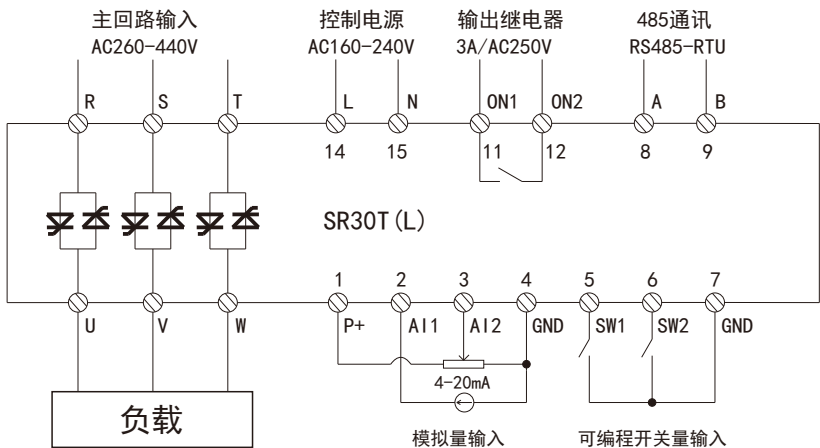 主回路输入 控制电源 输出继电器 485通讯
AC260-440V AC160-240V 3A/AC250V RS485-RTU
R S T L N ON1 ON2 A B
14 15 11 12 8 9
SR30T(L)
1 2 3 4 5 6 7
U V W P+ AI1 AI2 GND SW1 SW2 GND
4-20mA
负载
模拟量输入 可编程开关量输入